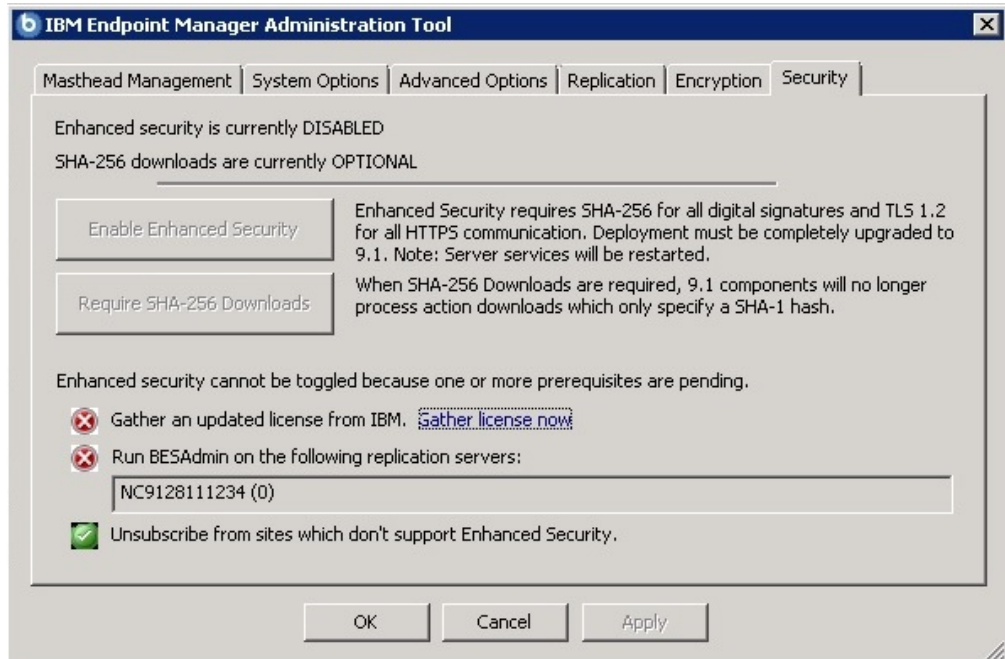 IBM Endpoint Manager Administration Tool
Masthead Management System Options Advanced Options Replication Encryption Security
Enhanced security is currently DISABLED
SHA-256 downloads are currently OPTIONAL
Enable Enhanced Security
Enhanced Security requires SHA-256 for all digital signatures and TLS 1.2
for all HTTPS communication. Deployment must be completely upgraded to
9.1. Note: Server services will be restarted.
Require SHA-256 Downloads
When SHA-256 Downloads are required, 9.1 components will no longer
process action downloads which only specify a SHA-1 hash.
Enhanced security cannot be toggled because one or more prerequisites are pending.
Gather an updated license from IBM. Gather license now
Run BESAdmin on the following replication servers:
NC9128111234 (0)
Unsubscribe from sites which don't support Enhanced Security.
OK Cancel Apply